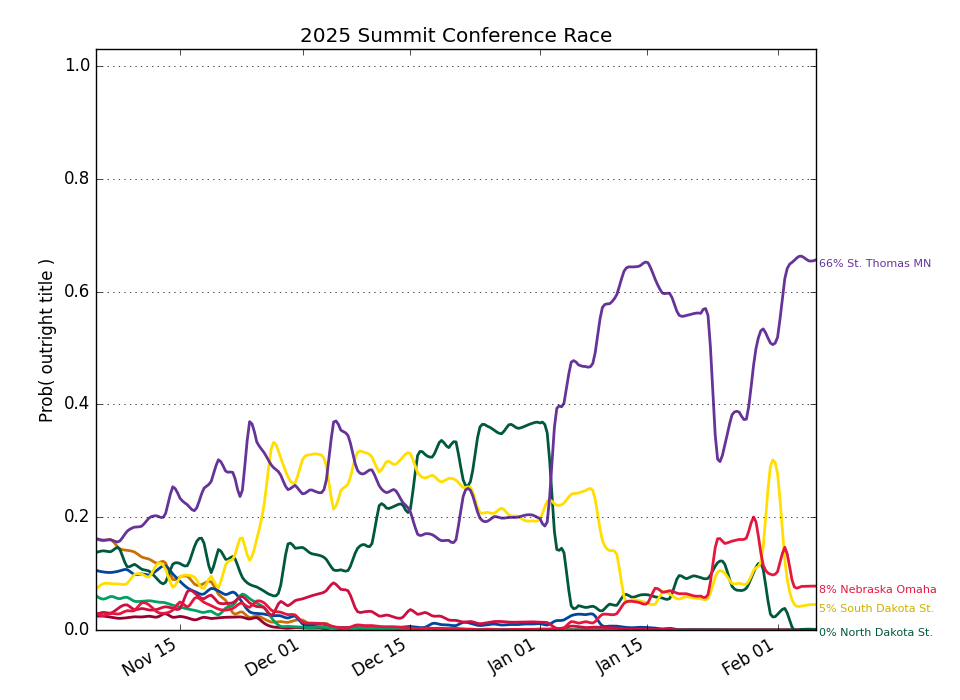 2025 Summit Conference Race
Prob( outright title )
1.0
0.8
0.6
0.4
0.2
0.0
66% St. Thomas MN
8% Nebraska Omaha
5% South Dakota St.
0% North Dakota St.
Nov 15
Dec 01
Dec 15
Jan 01
Jan 15
Feb 01